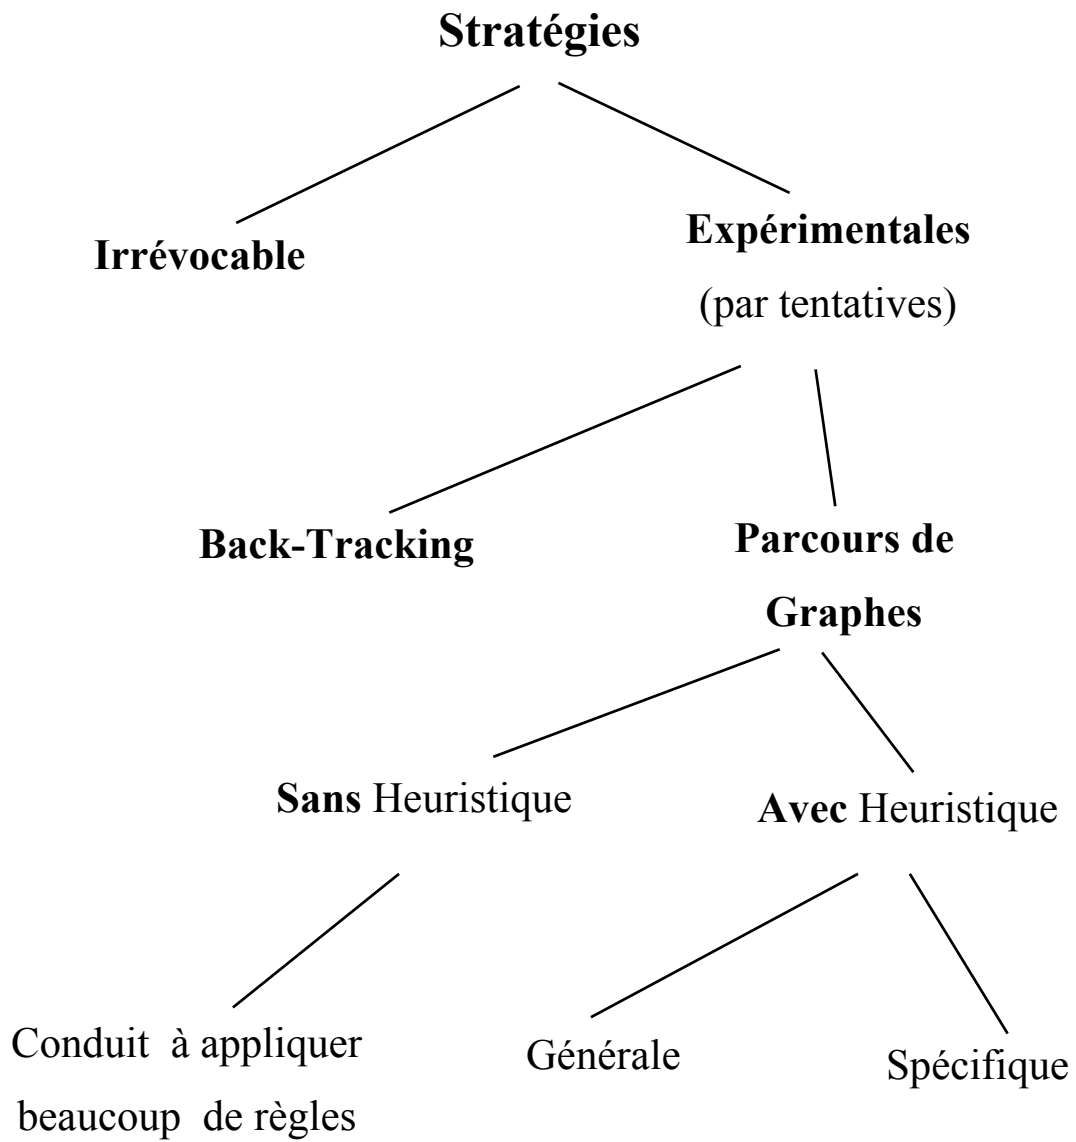 Stratégies
Irrévocable
Expérimentales
(par tentatives)
Back-Tracking
Parcours de
Graphes
Sans Heuristique
Avec Heuristique
Conduit à appliquer
beaucoup de règles
Générale
Spécifique